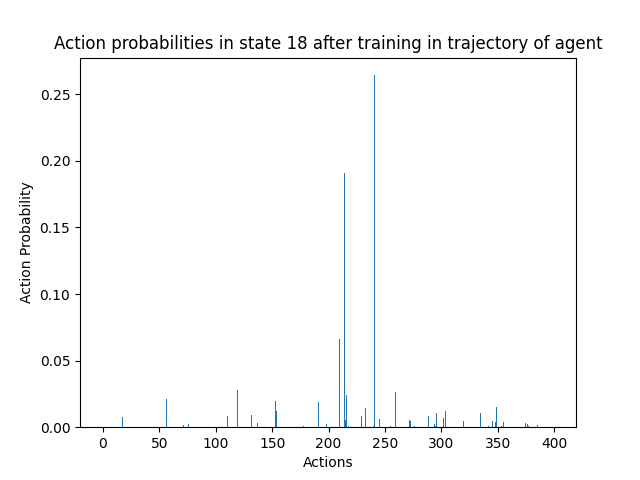 Action probabilities in state 18 after training in trajectory of agent
0.25
0.20
0.15
0.10
0.05
0.00
Action Probability
0 50 100 150 200 250 300 350 400
Actions